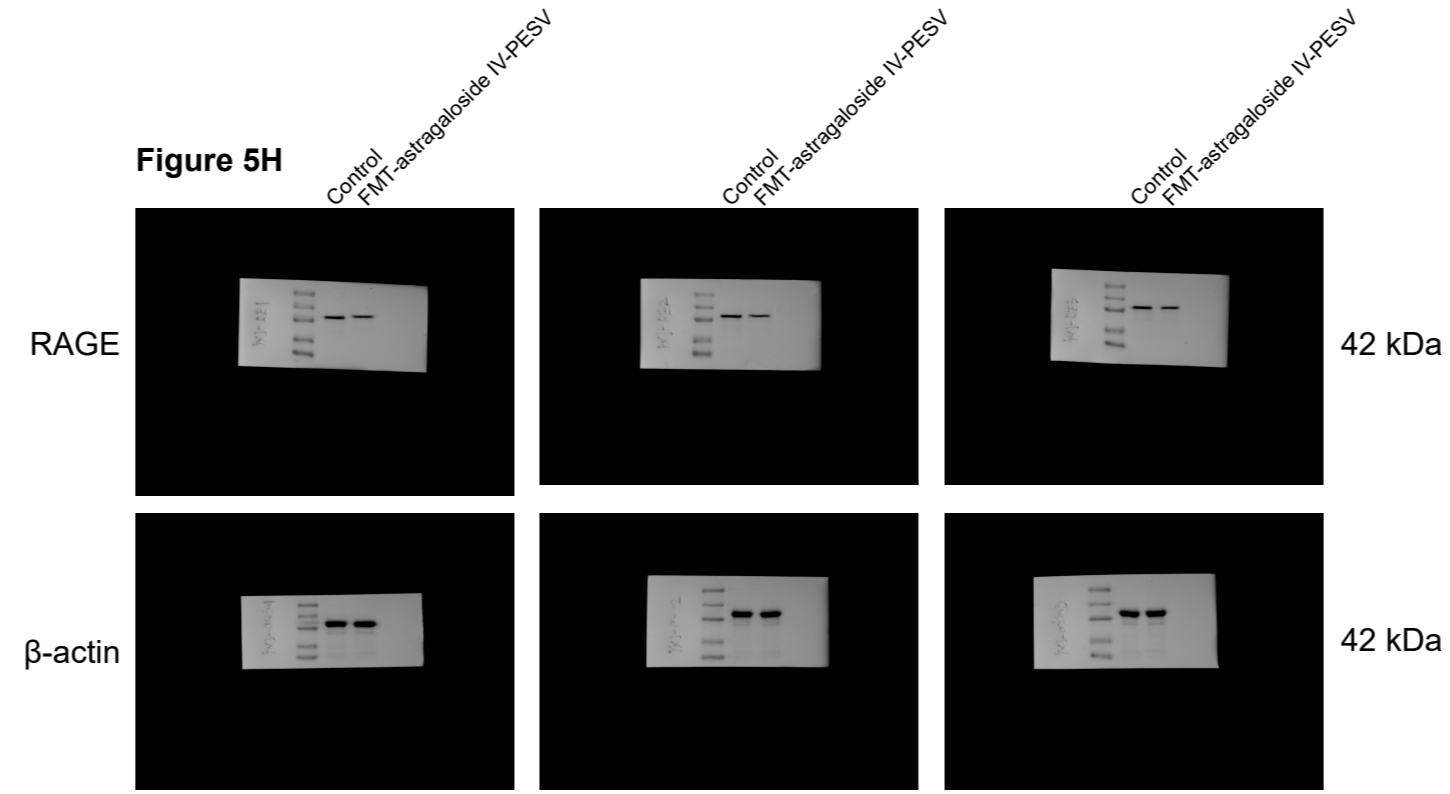 Figure 5H
Control
FMT-astragaloside IV-PESV
Control
FMT-astragaloside IV-PESV
Control
FMT-astragaloside IV-PESV
RAGE
42 kDa
β-actin
42 kDa